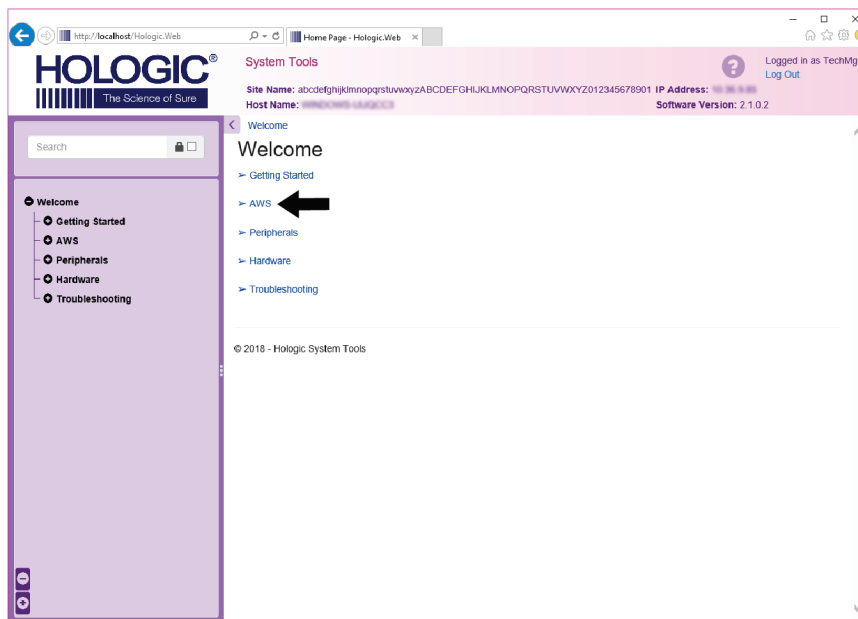 http://localhost/Hologic.Web
Home Page - Hologic.Web
HOLOGIC®
The Science of Sure
System Tools
Logged in as TechMg
Log Out
Site Name: abcdefghijklmnopqrstuvwxyzABCDEFGHIJKLMNOPQRSTUVWXYZ012345678901 IP Address:
Host Name:
Software Version: 2.1.0.2
Search
Welcome
Getting Started
AWS
Peripherals
Hardware
Troubleshooting
Welcome
Welcome
➢ Getting Started
➢ AWS
➢ Peripherals
➢ Hardware
➢ Troubleshooting
© 2018 - Hologic System Tools